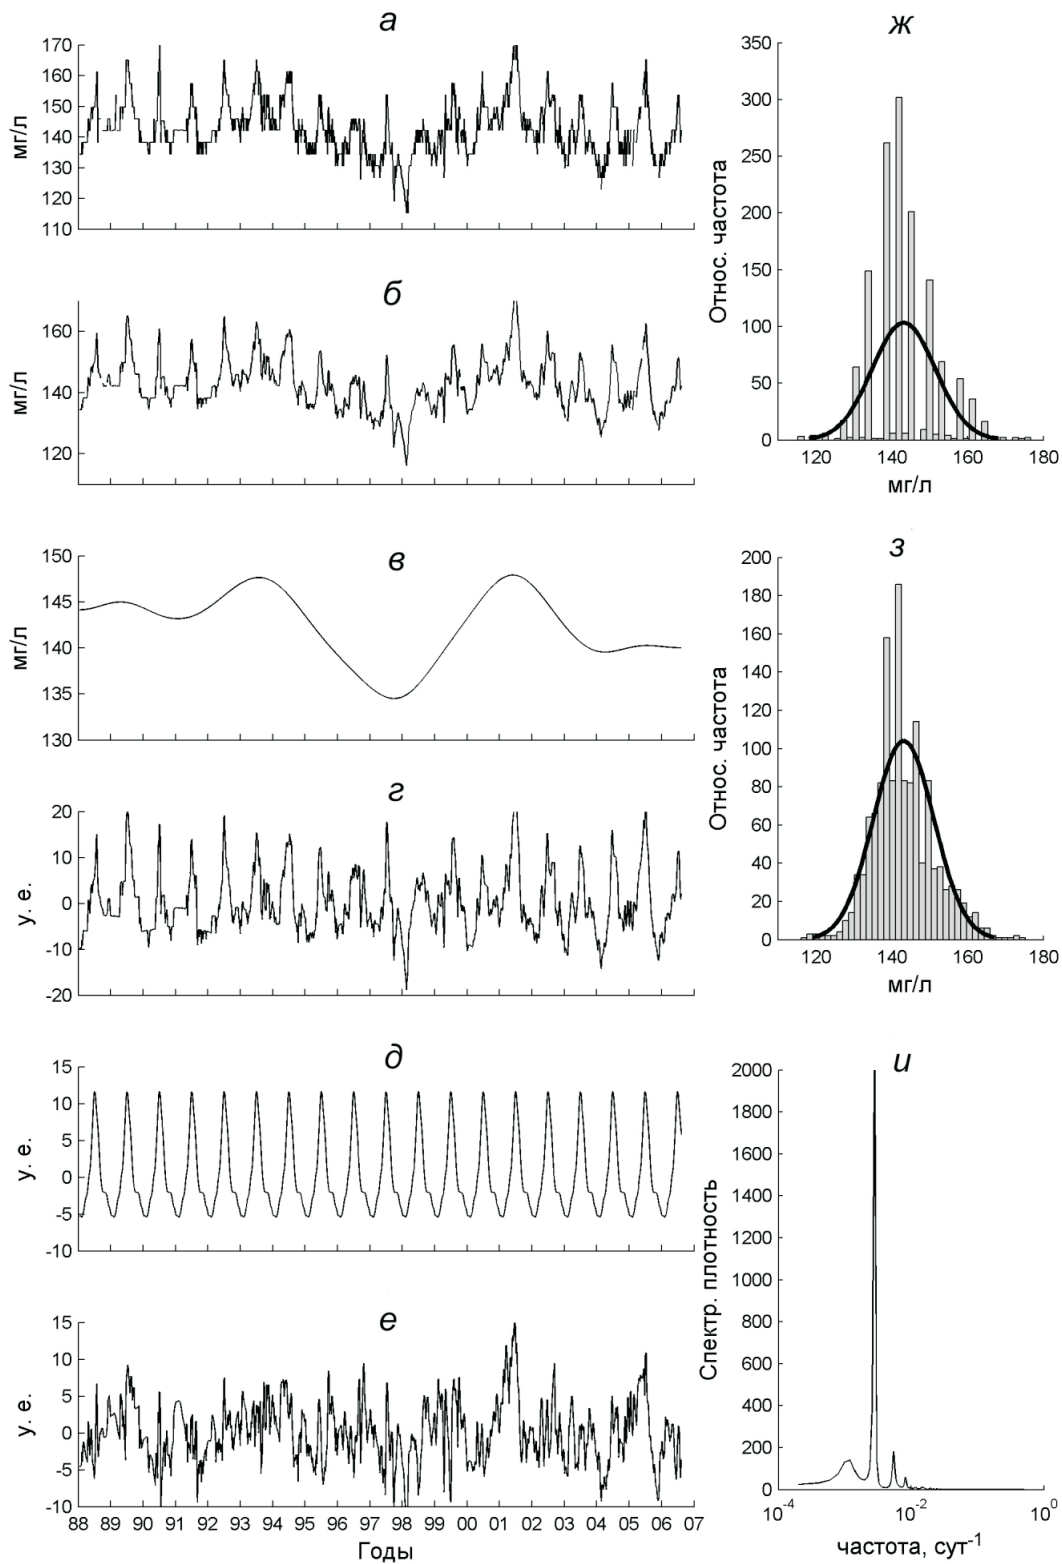 а
170
160
150
140
130
120
110
мг/л
б
160
140
120
мг/л
в
150
145
140
135
130
мг/л
г
20
10
0
-10
-20
у. е.
д
15
10
5
0
-5
-10
у. е.
е
15
10
5
0
-5
-10
у. е.
88 89 90 91 92 93 94 95 96 97 98 99 00 01 02 03 04 05 06 07
Годы
ж
350
300
250
200
150
100
50
0
Относ. частота
120 140 160 180
мг/л
з
200
180
160
140
120
100
80
60
40
20
0
Относ. частота
120 140 160 180
мг/л
и
2000
1800
1600
1400
1200
1000
800
600
400
200
0
Спектр. плотность
10⁻⁴ 10⁻² 10⁰
частота, сут⁻¹